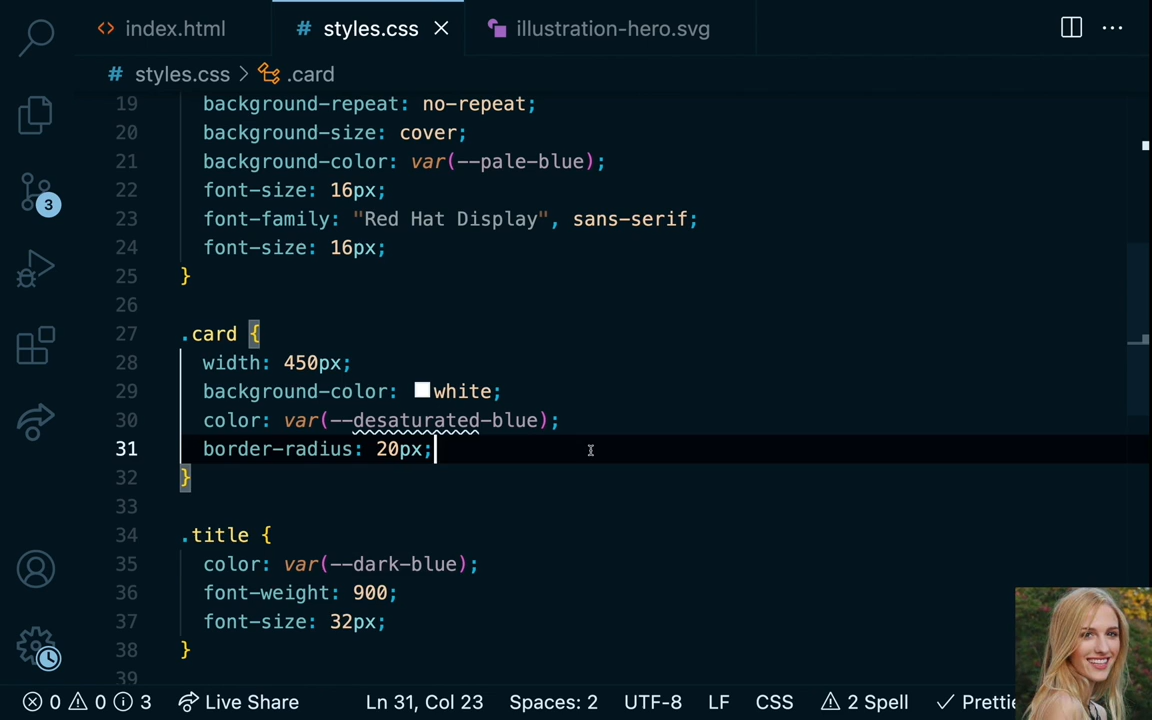 index.html
# styles.css
illustration-hero.svg
# styles.css > .card
19 background-repeat: no-repeat;
20 background-size: cover;
21 background-color: var(--pale-blue);
22 font-size: 16px;
23 font-family: "Red Hat Display", sans-serif;
24 font-size: 16px;
25 }
26
27 .card {
28 width: 450px;
29 background-color: white;
30 color: var(--desaturated-blue);
31 border-radius: 20px;
32 }
33
34 .title {
35 color: var(--dark-blue);
36 font-weight: 900;
37 font-size: 32px;
38 }
39
3
0 0 3 Live Share Ln 31, Col 23 Spaces: 2 UTF-8 LF CSS 2 Spell Prettie